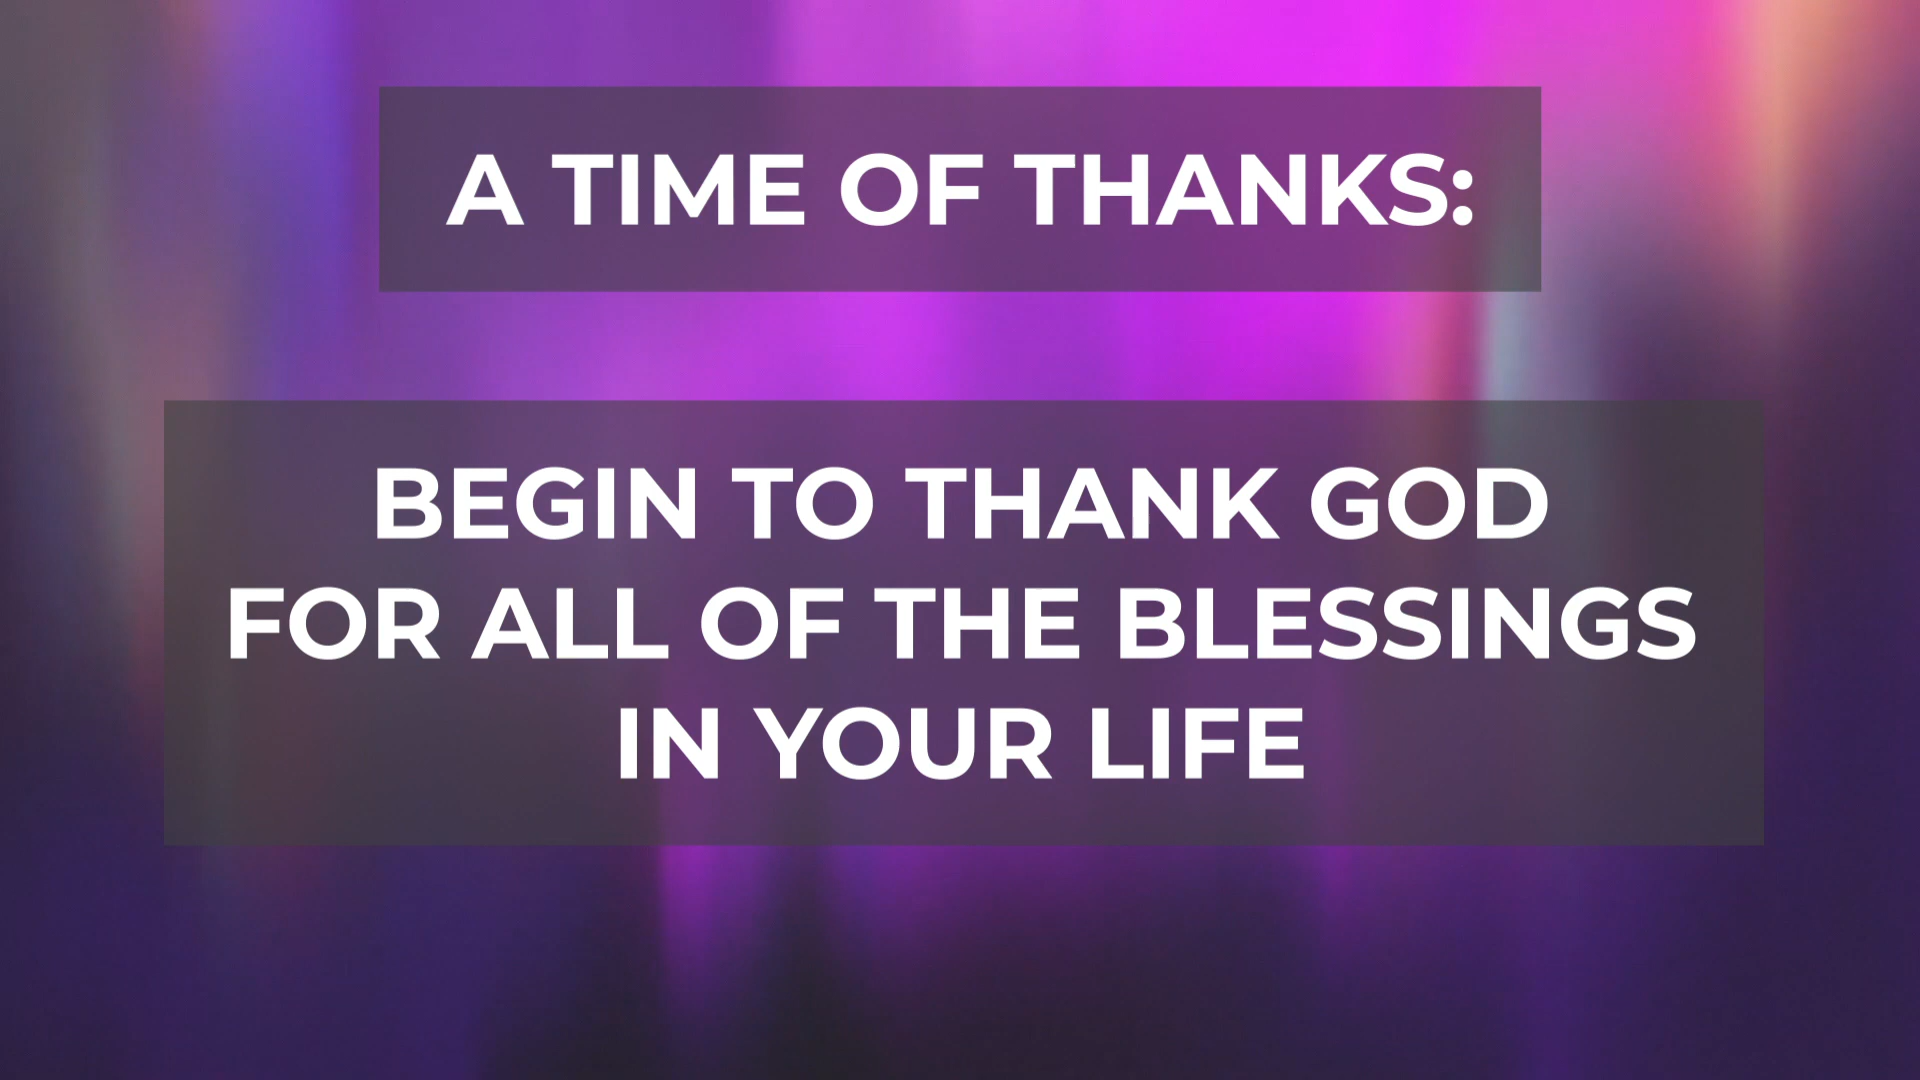 A TIME OF THANKS:
BEGIN TO THANK GOD
FOR ALL OF THE BLESSINGS
IN YOUR LIFE